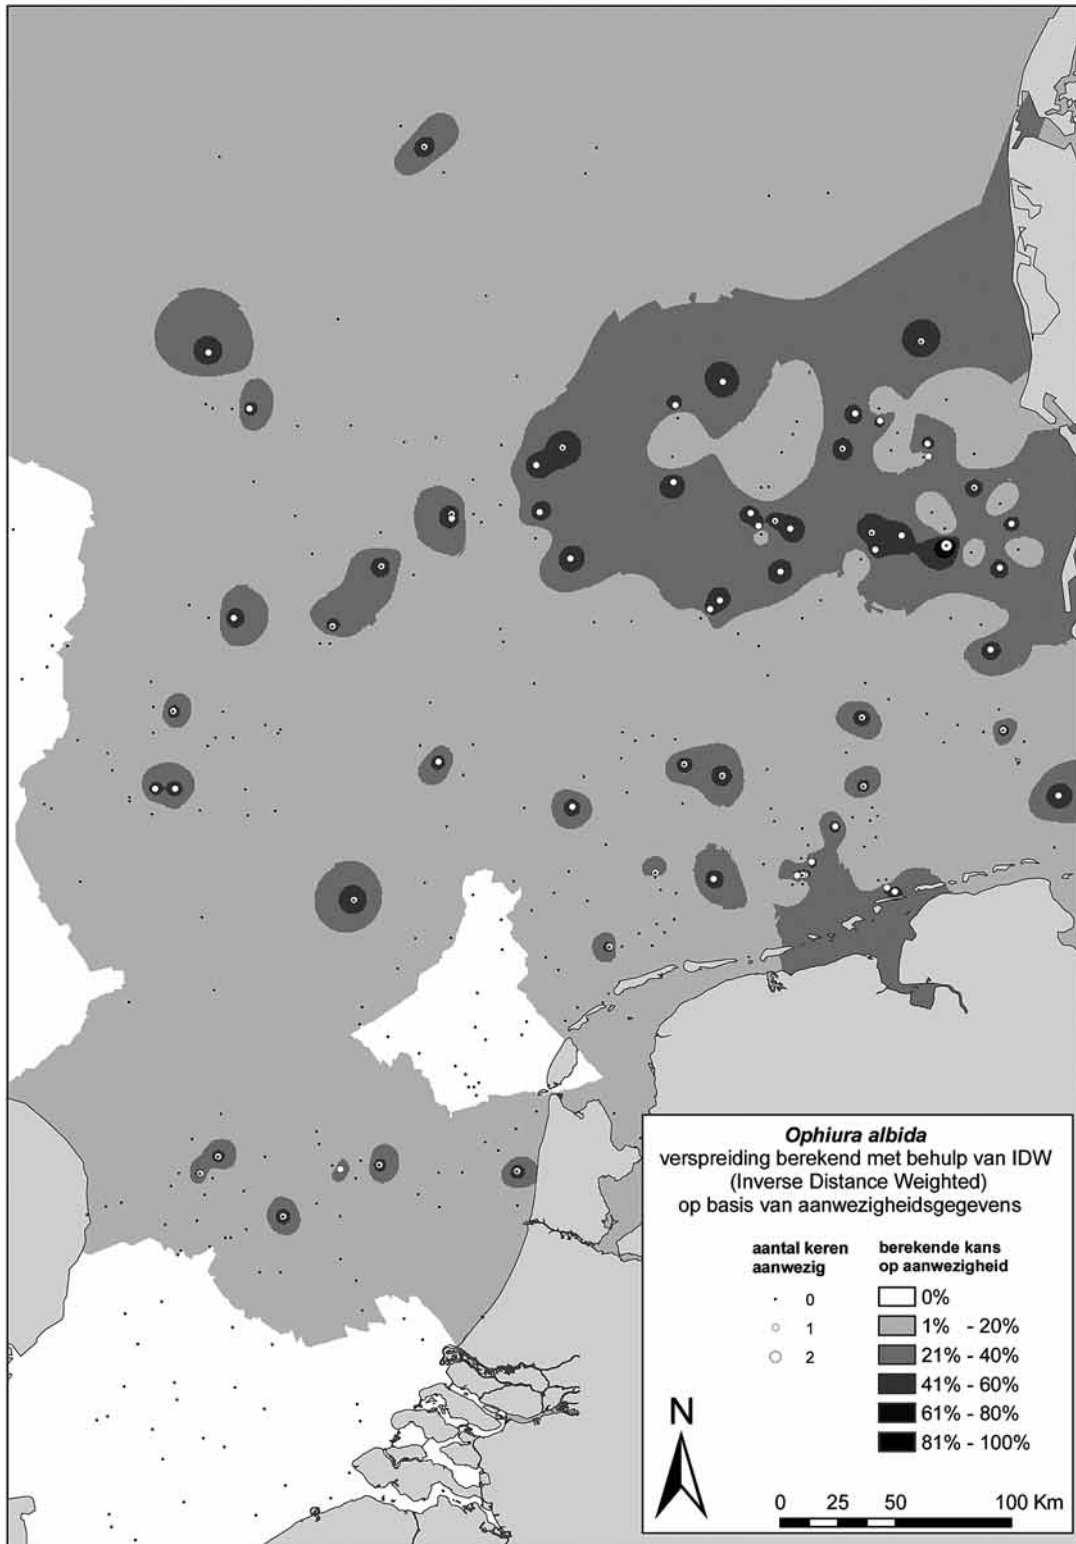 Ophiura albida
verspreiding berekend met behulp van IDW
(Inverse Distance Weighted)
op basis van aanwezigheidsgegevens
aantal keren
aanwezig
0
1
2
berekende kans
op aanwezigheid
0%
1% - 20%
21% - 40%
41% - 60%
61% - 80%
81% - 100%
N
0 25 50 100 Km